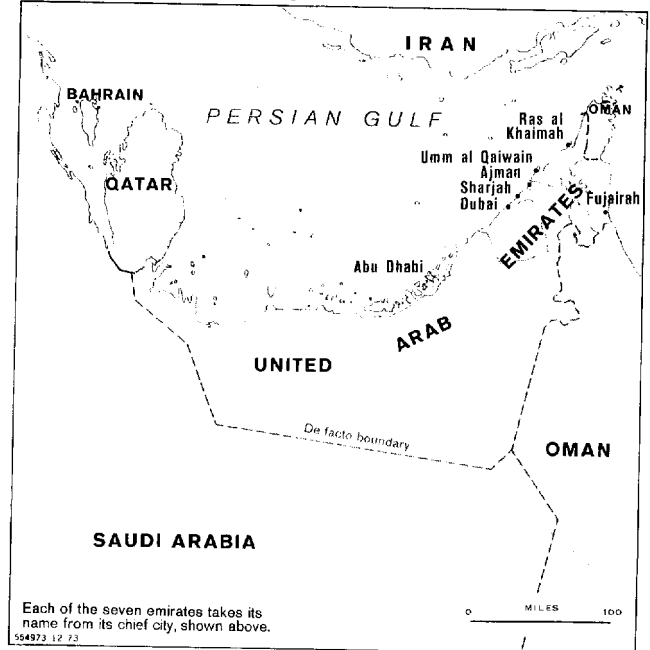 IRAN
BAHRAIN
PERSIAN GULF
OMAN
Ras al
Khaimah
Umm al Qaiwain
Ajman
QATAR
Sharjah
Dubai
Fujairah
EMIRATES
Abu Dhabi
ARAB
UNITED
De facto boundary
OMAN
SAUDI ARABIA
Each of the seven emirates takes its
name from its chief city, shown above.
0 MILES 100
554973 12 73